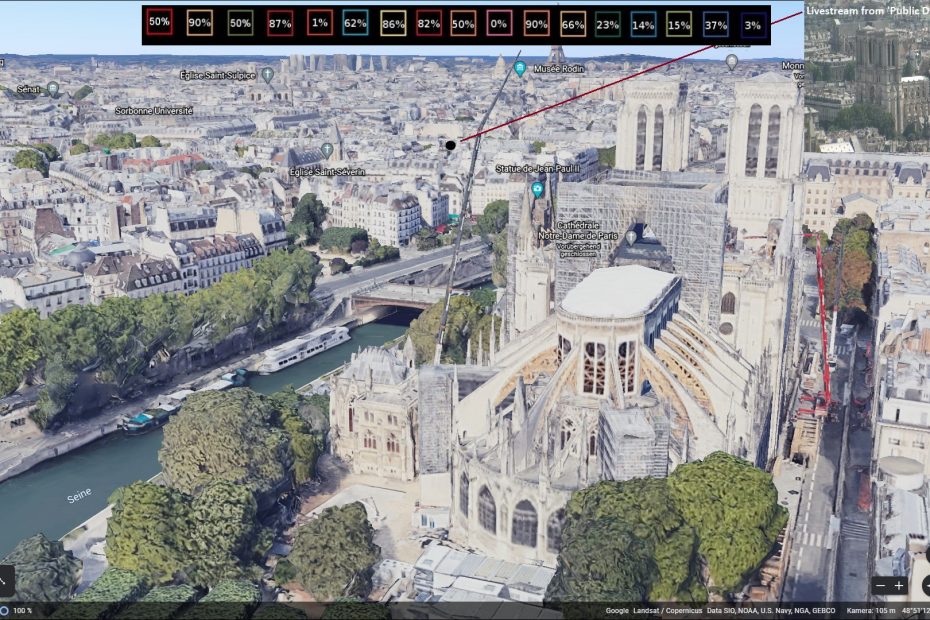 50% 90% 50% 87% 1% 62% 86% 82% 50% 0% 90% 66% 23% 14% 15% 37% 3%
Livestream from 'Public D
Musée Rodin
Église Saint-Sulpice
Sénat
Monn
Sorbonne Université
Église Saint-Séverin
Statue de Jean-Paul II
Cathédrale
Notre-Dame de Paris
Vorübergehend
geschlossen
Seine
100 %
Google Landsat / Copernicus Data SIO, NOAA, U.S. Navy, NGA, GEBCO Kamera: 105 m 48°51'12